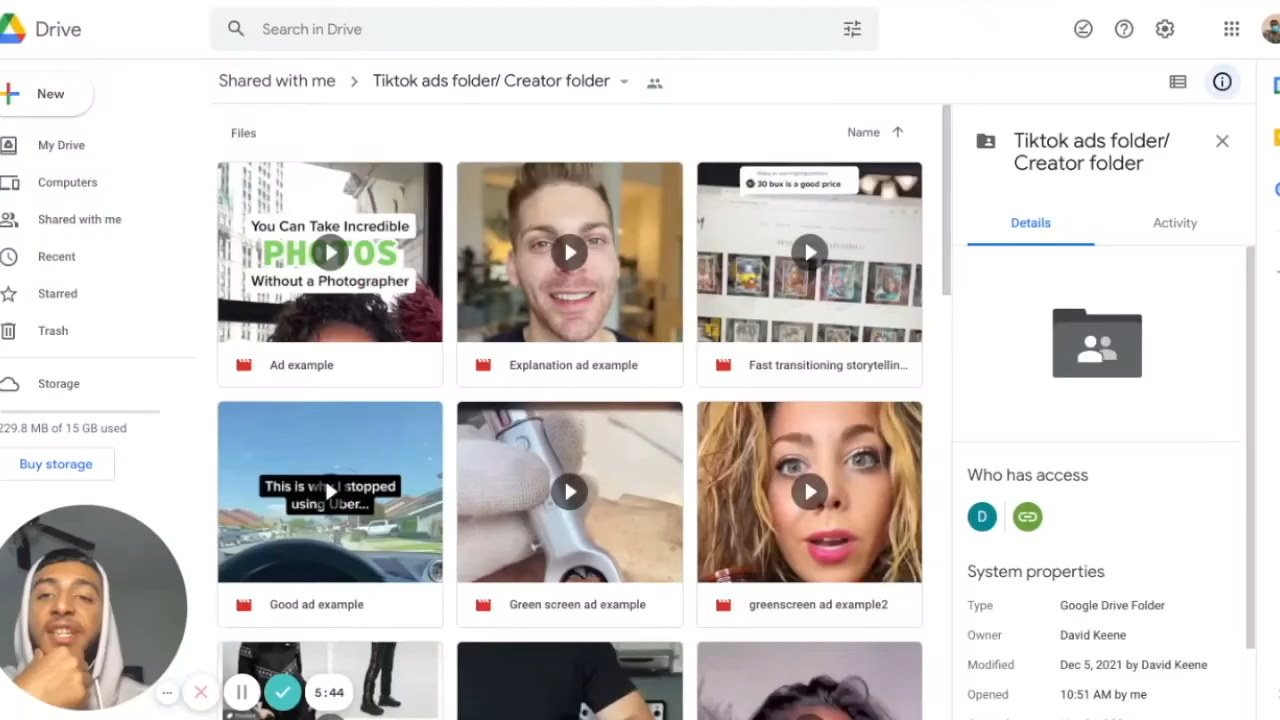 Drive
Search in Drive
New
My Drive
Computers
Shared with me
Recent
Starred
Trash
Storage
229.8 MB of 15 GB used
Buy storage
Shared with me > Tiktok ads folder/ Creator folder
Files
Name
You Can Take Incredible
PHOTOS
Without a Photographer
30 bux is a good price
Ad example
Explanation ad example
Fast transitioning storytellin...
This is why I stopped
using Uber...
Good ad example
Green screen ad example
greenscreen ad example2
Tiktok ads folder/
Creator folder
Details
Activity
Who has access
D
System properties
Type
Google Drive Folder
Owner
David Keene
Modified
Dec 5, 2021 by David Keene
Opened
10:51 AM by me
5:44